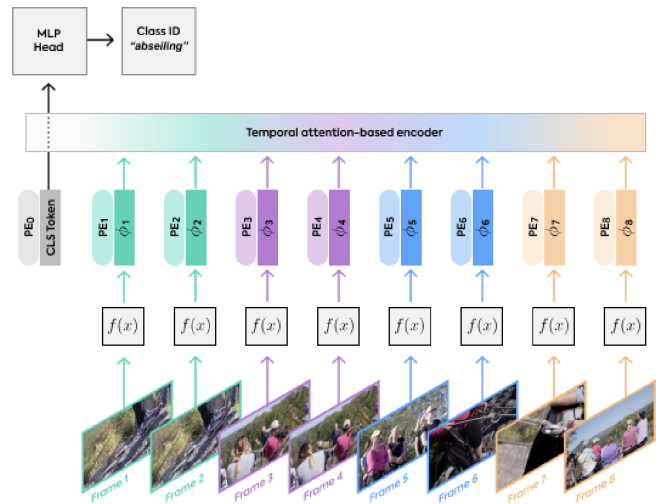 MLP
Head
Class ID
"abseiling"
Temporal attention-based encoder
PE0
CLS Token
PE1
ϕ1
PE2
ϕ2
PE3
ϕ3
PE4
ϕ4
PE5
ϕ5
PE6
ϕ6
PE7
ϕ7
PE8
ϕ8
f(x)
f(x)
f(x)
f(x)
f(x)
f(x)
f(x)
f(x)
Frame 1
Frame 2
Frame 3
Frame 4
Frame 5
Frame 6
Frame 7
Frame 8